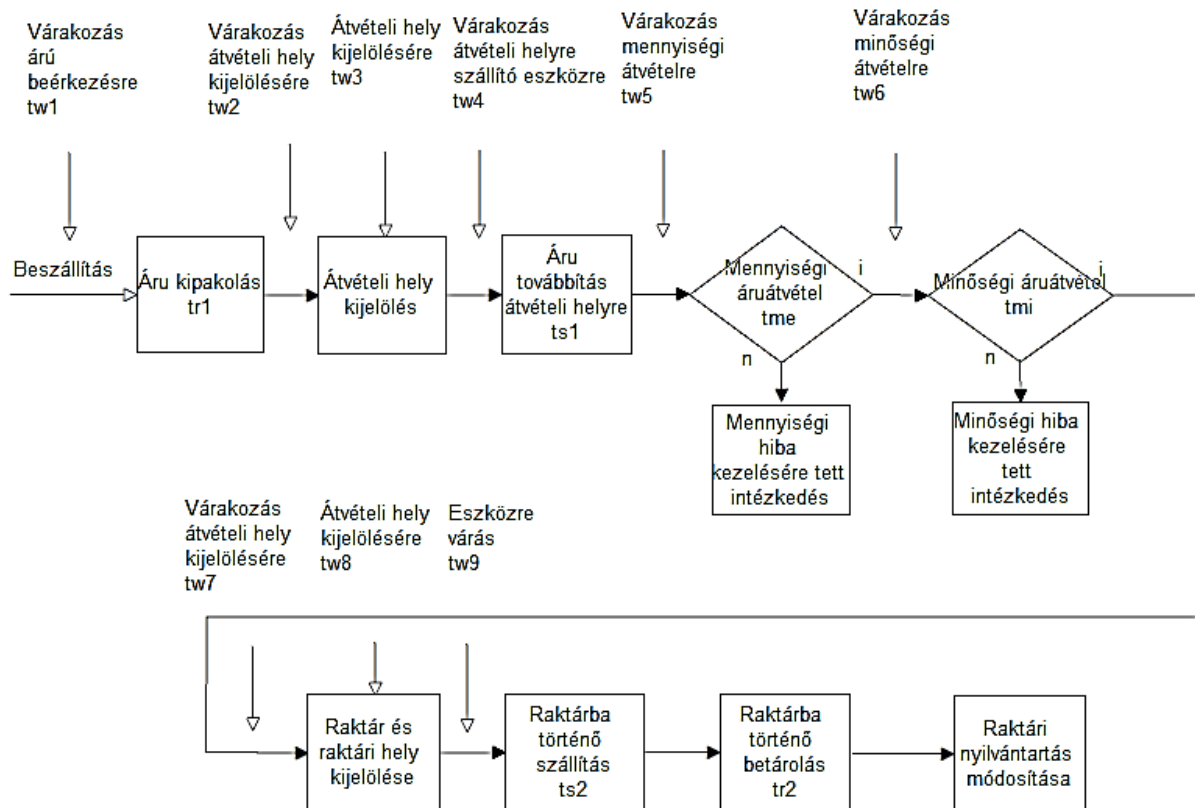 Várakozás
árú
beérkezésre
tw1
Várakozás
átvételi hely
kijelölésére
tw2
Átvételi hely
kijelölésére
tw3
Várakozás
átvételi helyre
szállító eszközre
tw4
Várakozás
mennyiségi
átvételre
tw5
Várakozás
minőségi
átvételre
tw6
Beszállítás
Áru kipakolás
tr1
Átvételi hely
kijelölés
Áru
továbbítás
átvételi helyre
ts1
Mennyiségi
áruátvétel
tme
i
n
Minőségi áruátvétel
tmi
i
n
Mennyiségi
hiba
kezelésére tett
intézkedés
Minőségi hiba
kezelésére
tett
intézkedés
Várakozás
átvételi hely
kijelölésére
tw7
Átvételi hely
kijelölésére
tw8
Eszközre
várás
tw9
Raktár és
raktári hely
kijelölése
Raktárba
történő
szállítás
ts2
Raktárba
történő
betárolás
tr2
Raktári
nyilvántartás
módosítása